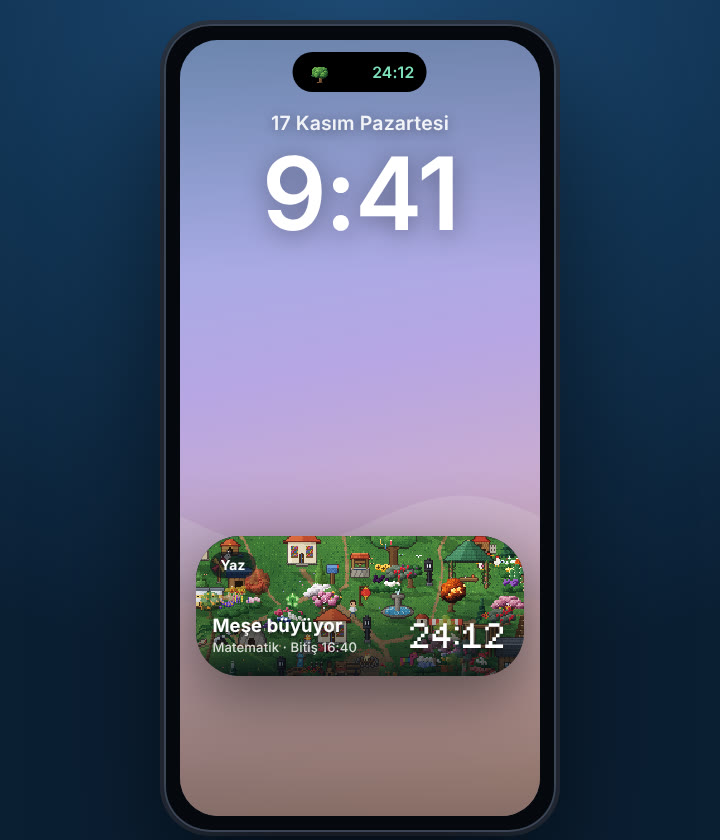 24:12
17 Kasım Pazartesi
9:41
Yaz
Meşe büyüyor
Matematik · Bitiş 16:40
24:12